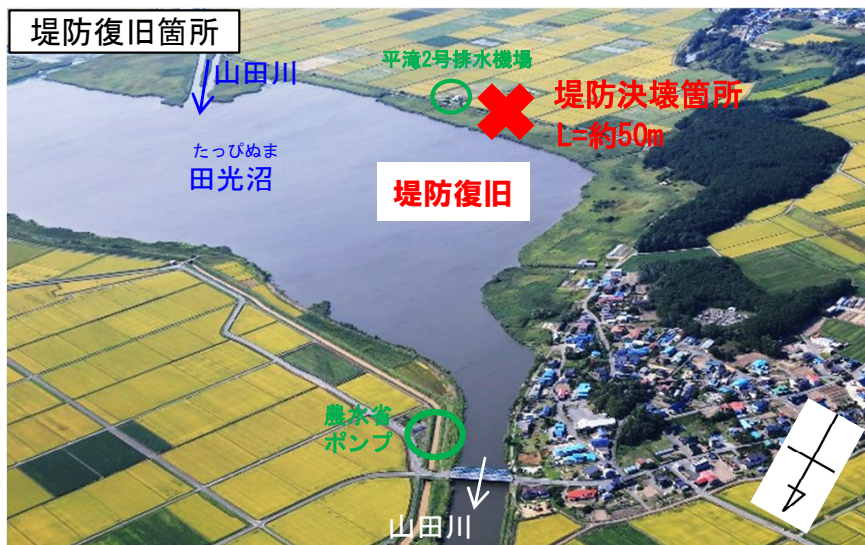 堤防復旧箇所
山田川
平滝2号排水機場
堤防決壊箇所
L=約50m
たっぴぬま
田光沼
堤防復旧
農水省
ポンプ
山田川